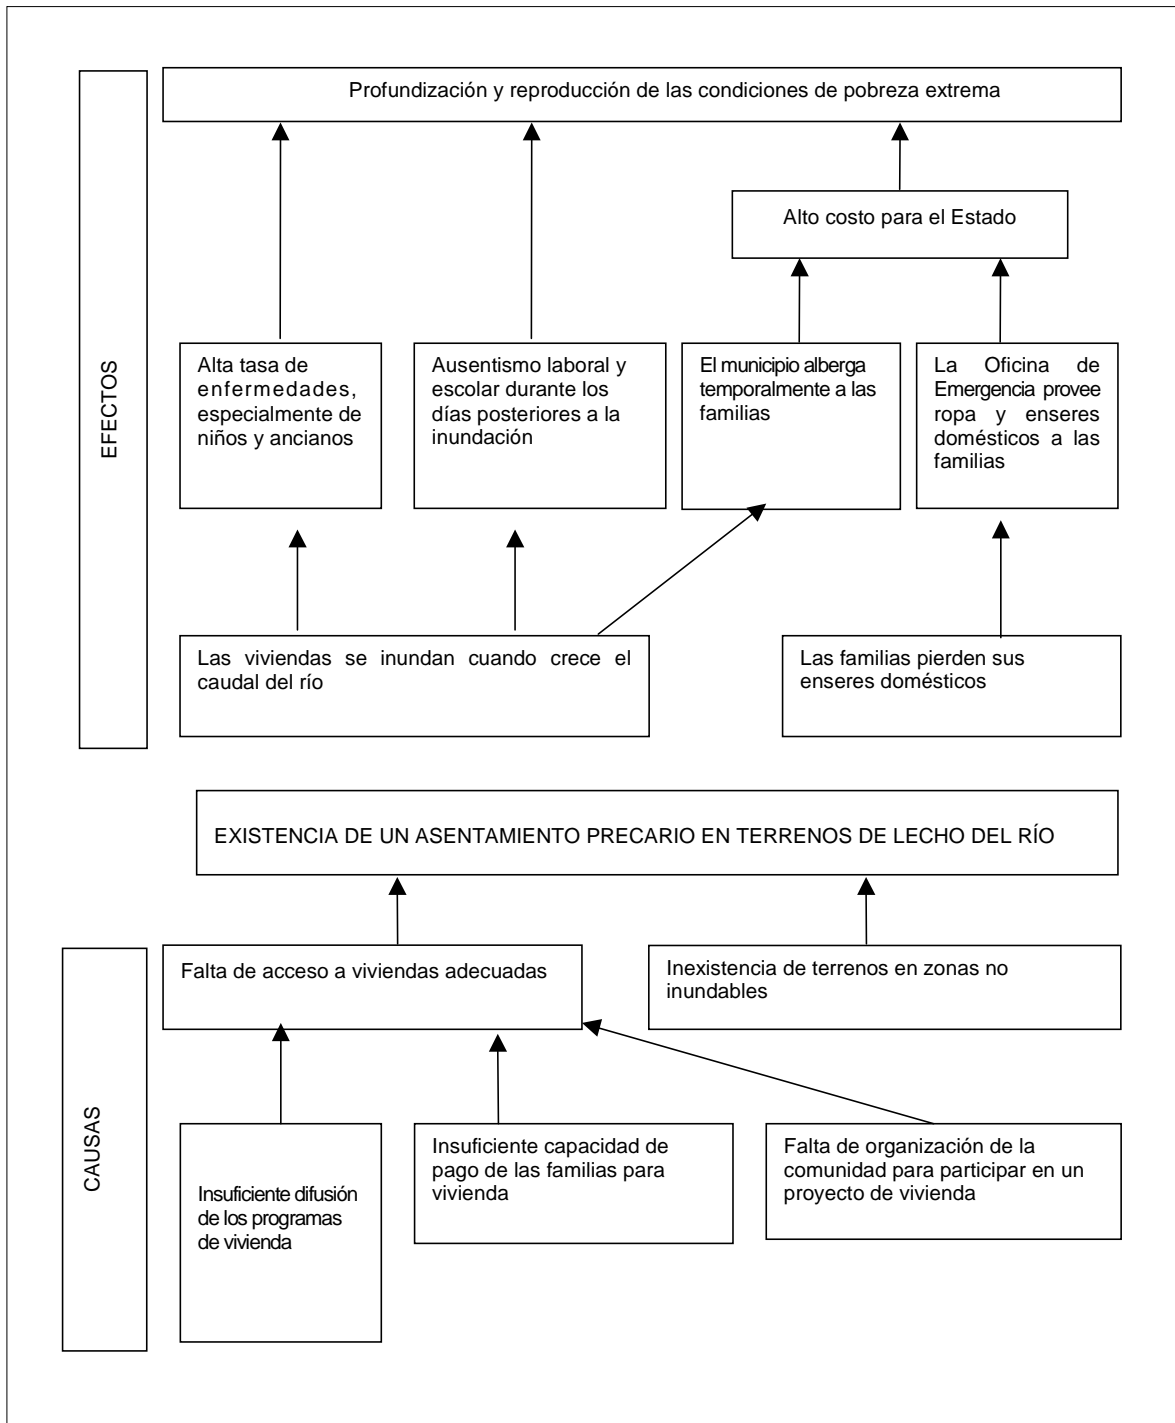 Profundización y reproducción de las condiciones de pobreza extrema
Alto costo para el Estado
EFECTOS
Alta tasa de
enfermedades,
especialmente de
niños y ancianos
Ausentismo laboral y
escolar durante los
días posteriores a la
inundación
El municipio alberga
temporalmente a las
familias
La Oficina de
Emergencia provee
ropa y enseres
domésticos a las
familias
Las viviendas se inundan cuando crece el
caudal del río
Las familias pierden sus
enseres domésticos
EXISTENCIA DE UN ASENTAMIENTO PRECARIO EN TERRENOS DE LECHO DEL RÍO
CAUSAS
Falta de acceso a viviendas adecuadas
Inexistencia de terrenos en zonas no
inundables
Insuficiente difusión
de los programas
de vivienda
Insuficiente capacidad de
pago de las familias para
vivienda
Falta de organización de la
comunidad para participar en un
proyecto de vivienda